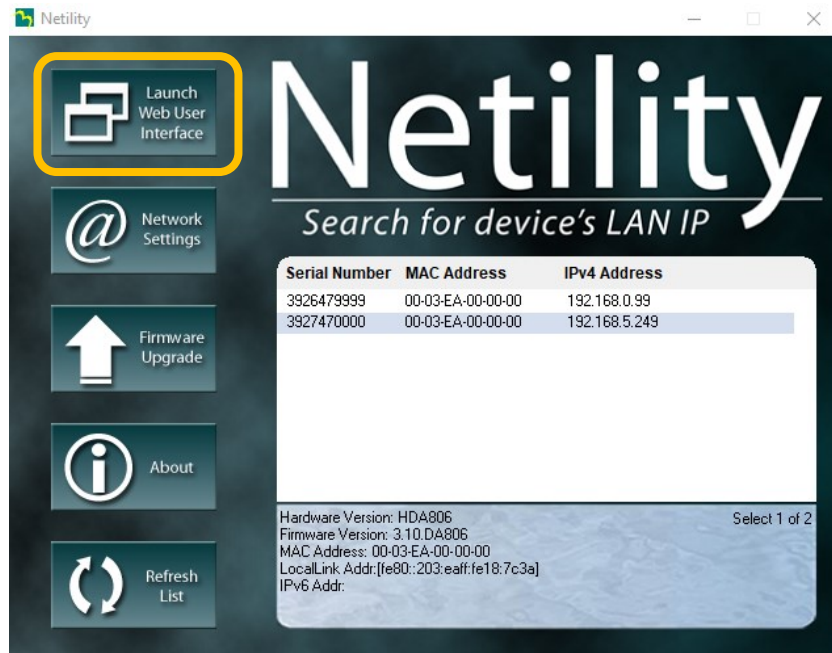 Netility
Launch
Web User
Interface
Network
Settings
Firmware
Upgrade
About
Refresh
List
Netility
Search for device's LAN IP
Serial Number MAC Address IPv4 Address
3926479999 00-03-EA-00-00-00 192.168.0.99
3927470000 00-03-EA-00-00-00 192.168.5.249
Hardware Version: HDA806 Select 1 of 2
Firmware Version: 3.10.DA806
MAC Address: 00-03-EA-00-00-00
LocalLink Addr:[fe80::203:eaff:fe18:7c3a]
IPv6 Addr: